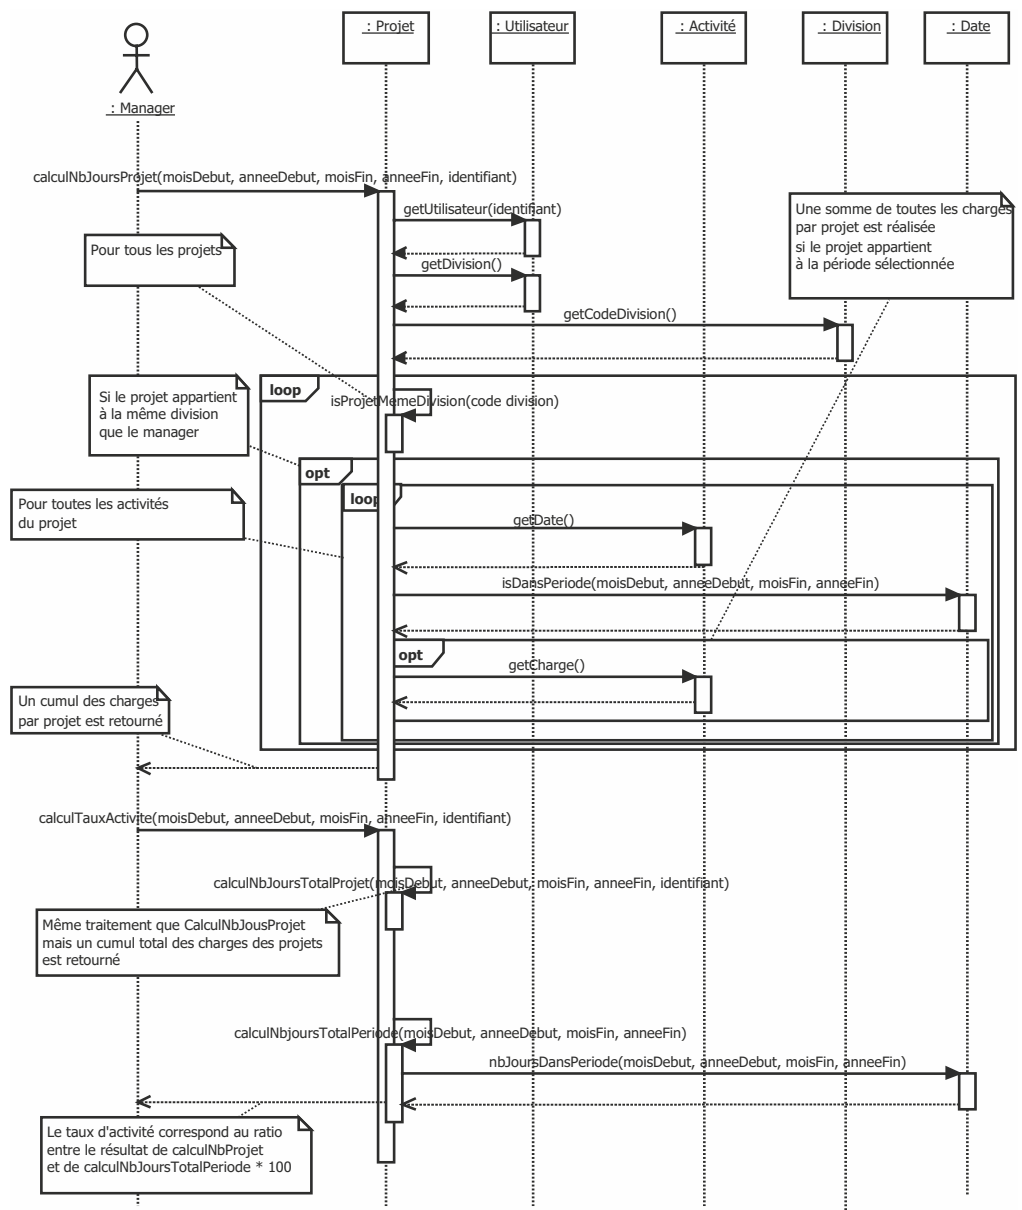 : Projet
: Utilisateur
: Activité
: Division
: Date
: Manager
calculNbJoursProjet(moisDebut, anneeDebut, moisFin, anneeFin, identifiant)
getUtilisateur(identifiant)
Une somme de toutes les charges
par projet est réalisée
si le projet appartient
à la période sélectionnée
Pour tous les projets
getDivision()
getCodeDivision()
loop
isProjetMemeDivision(code division)
Si le projet appartient
à la même division
que le manager
opt
loop
Pour toutes les activités
du projet
getDate()
isDansPeriode(moisDebut, anneeDebut, moisFin, anneeFin)
opt
getCharge()
Un cumul des charges
par projet est retourné
calculTauxActivite(moisDebut, anneeDebut, moisFin, anneeFin, identifiant)
calculNbJoursTotalProjet(moisDebut, anneeDebut, moisFin, anneeFin, identifiant)
Même traitement que CalculNbJousProjet
mais un cumul total des charges des projets
est retourné
calculNbjoursTotalPeriode(moisDebut, anneeDebut, moisFin, anneeFin)
nbJoursDansPeriode(moisDebut, anneeDebut, moisFin, anneeFin)
Le taux d'activité correspond au ratio
entre le résultat de calculNbProjet
et de calculNbJoursTotalPeriode * 100